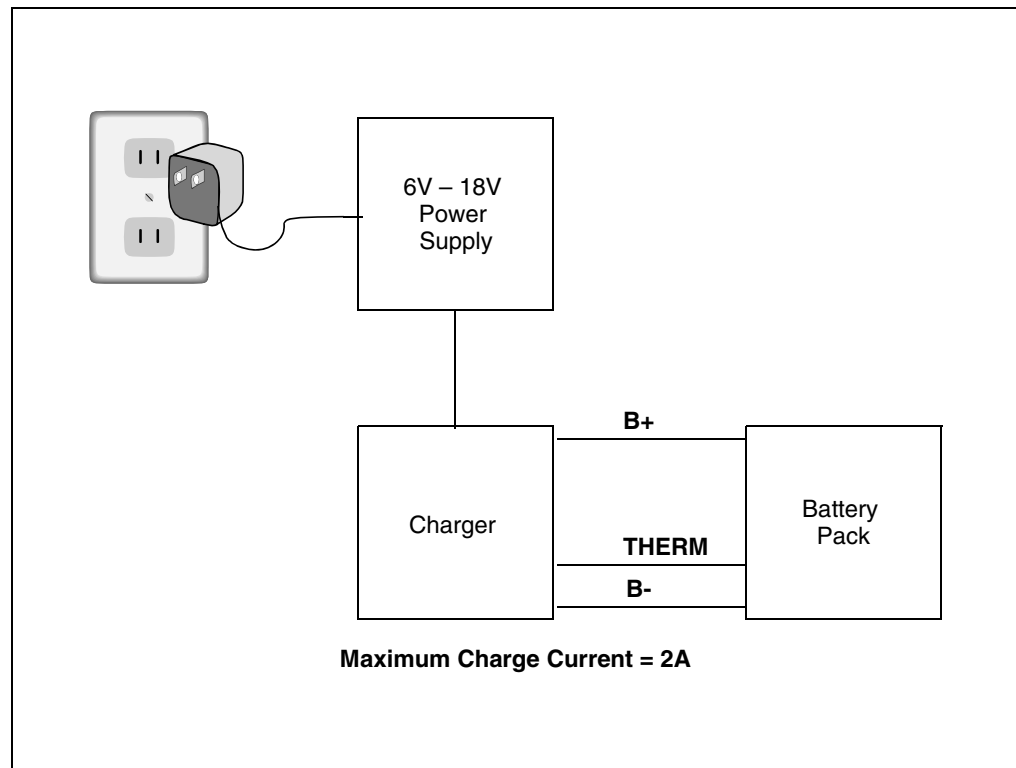 6V – 18V
Power
Supply
B+
Charger
Battery
Pack
THERM
B-
Maximum Charge Current = 2A